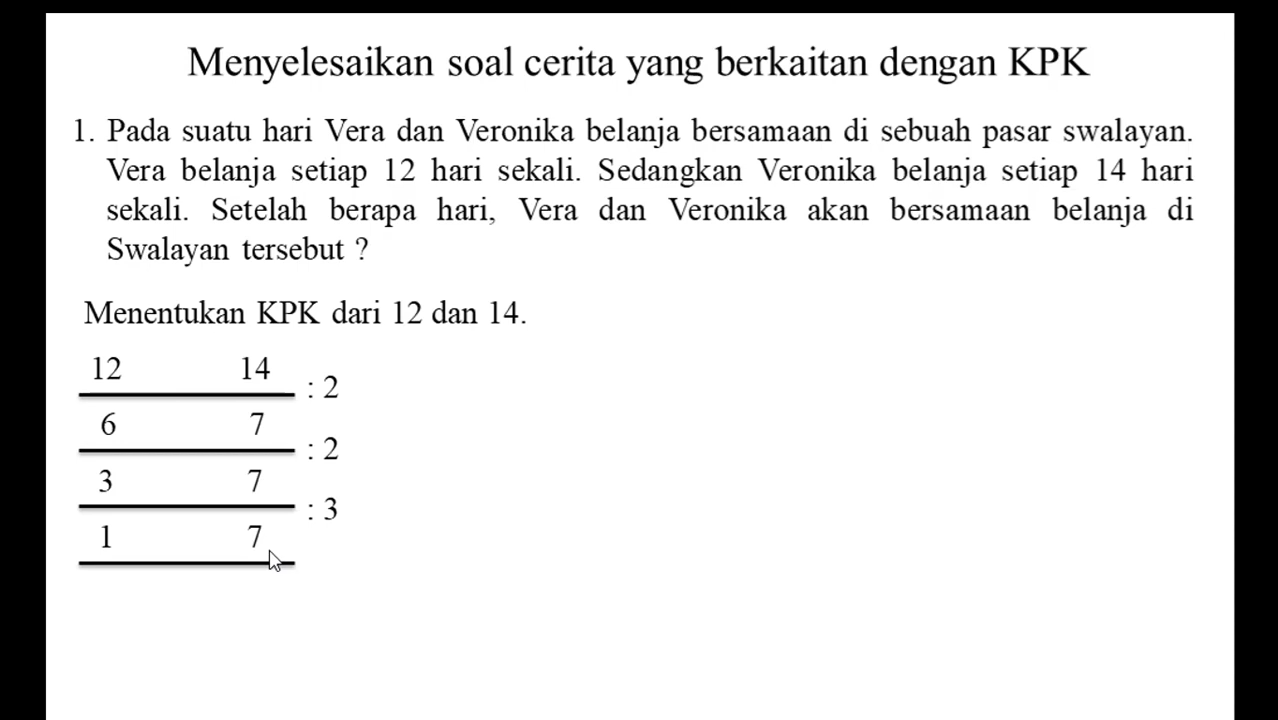 Menyelesaikan soal cerita yang berkaitan dengan KPK
1. Pada suatu hari Vera dan Veronika belanja bersamaan di sebuah pasar swalayan.
Vera belanja setiap 12 hari sekali. Sedangkan Veronika belanja setiap 14 hari
sekali. Setelah berapa hari, Vera dan Veronika akan bersamaan belanja di
Swalayan tersebut ?
Menentukan KPK dari 12 dan 14.
12 14
: 2
6 7
: 2
3 7
: 3
1 7